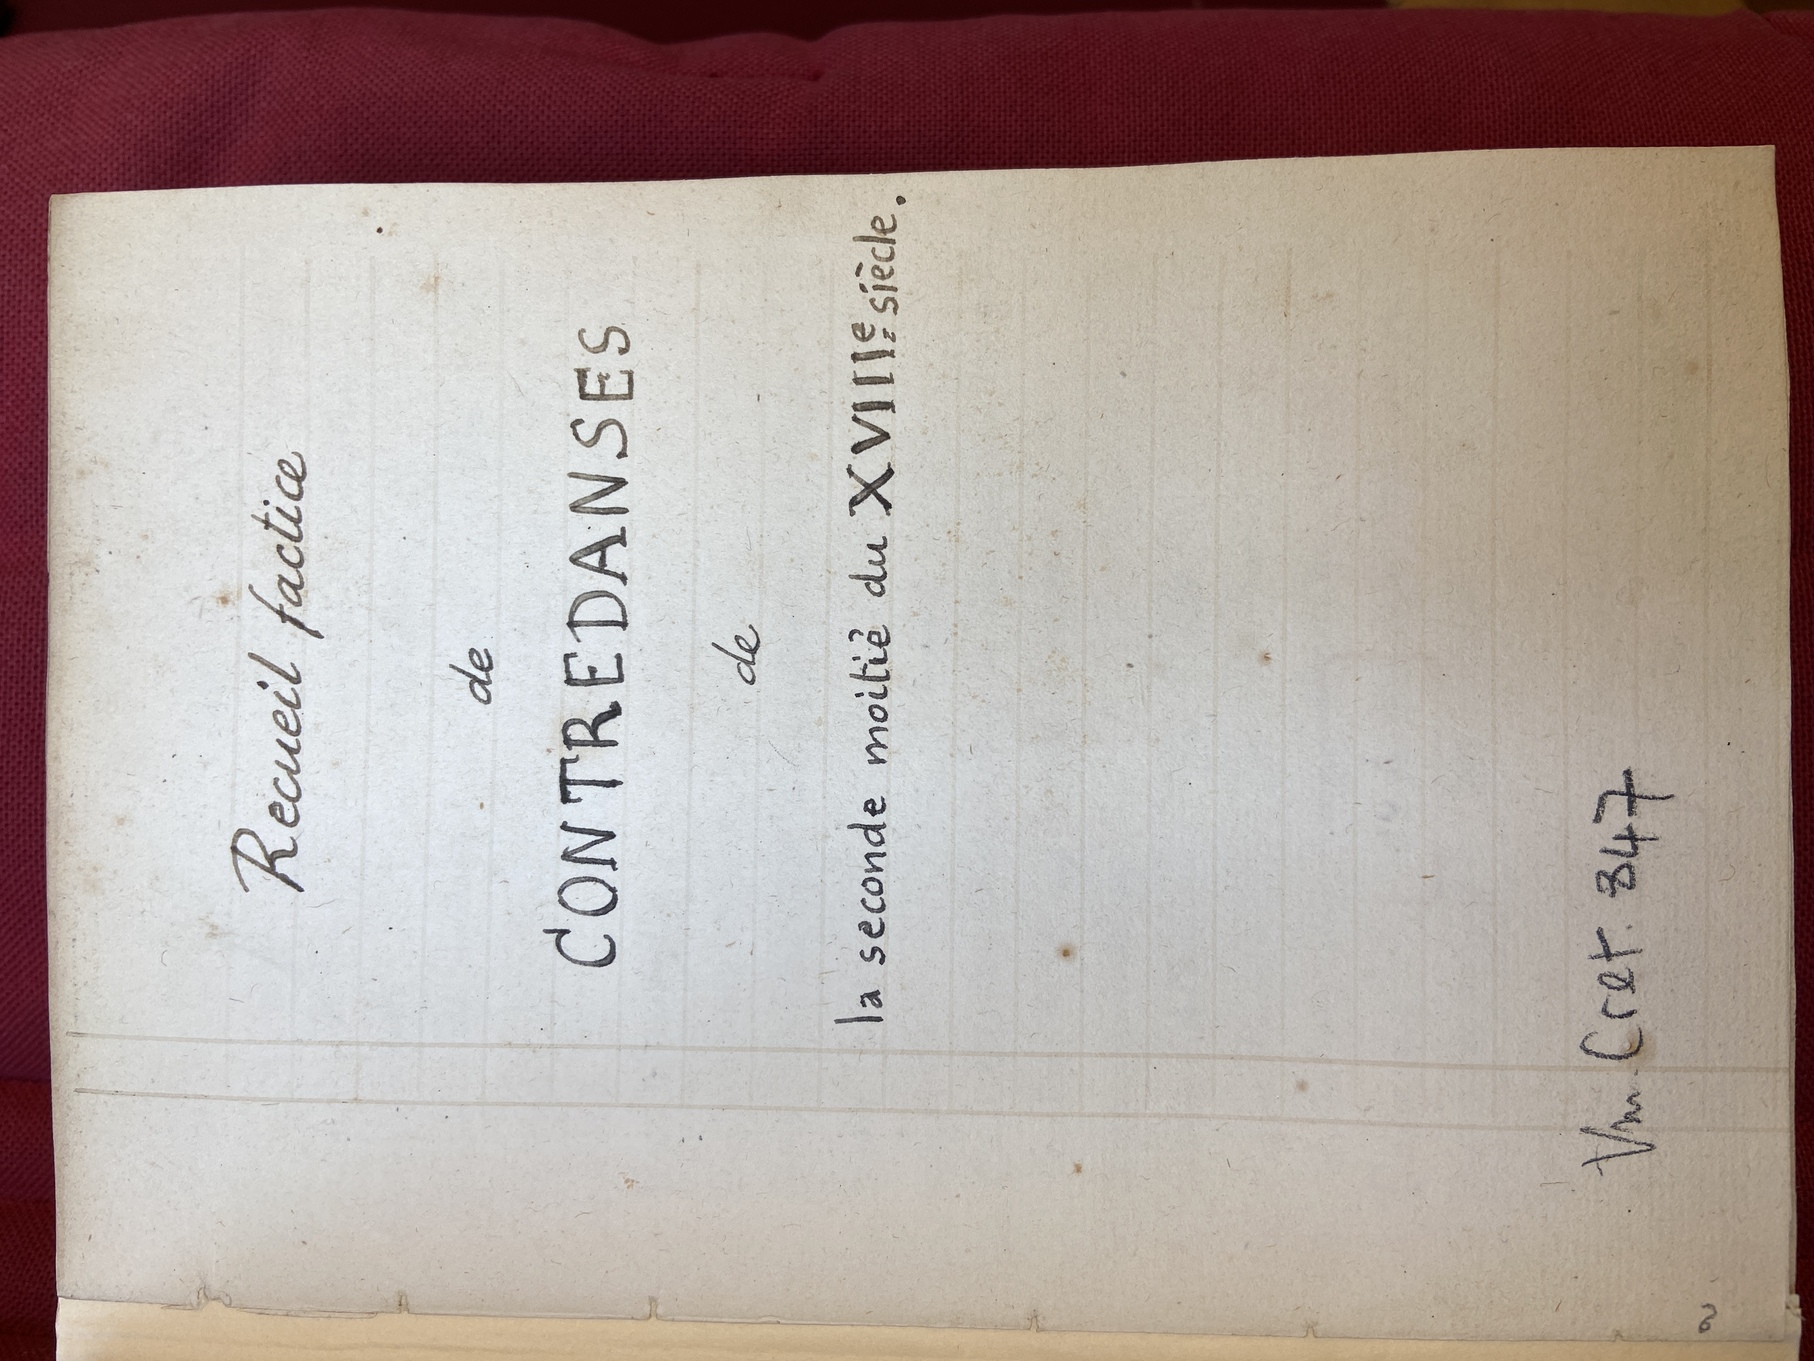 Recueil factice
de
CONTREDANSES
de
la seconde moitié du XVIIIe siècle.
Vm. Cret. 347